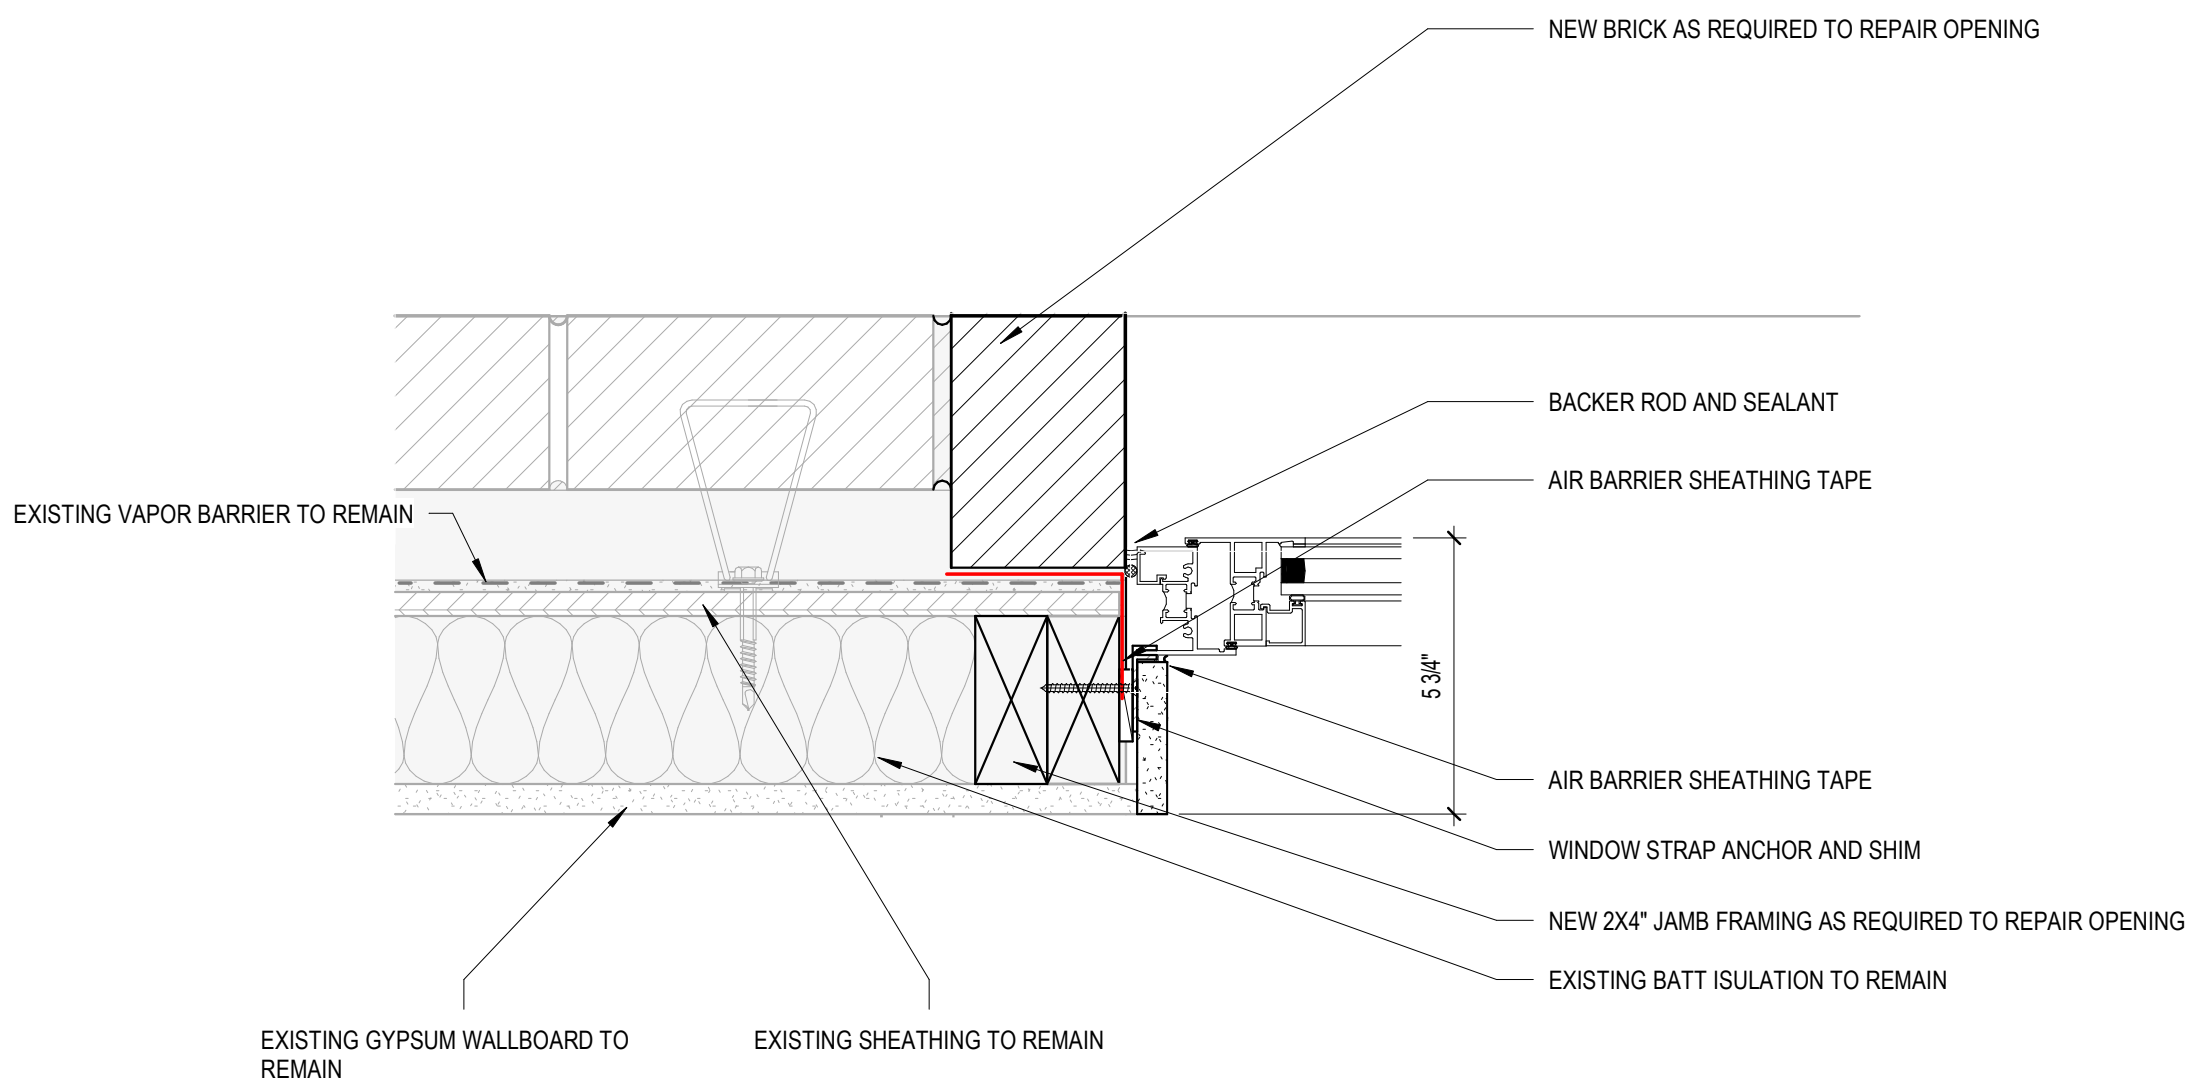 NEW BRICK AS REQUIRED TO REPAIR OPENING
BACKER ROD AND SEALANT
AIR BARRIER SHEATHING TAPE
EXISTING VAPOR BARRIER TO REMAIN
5 3/4"
AIR BARRIER SHEATHING TAPE
WINDOW STRAP ANCHOR AND SHIM
NEW 2X4" JAMB FRAMING AS REQUIRED TO REPAIR OPENING
EXISTING BATT ISULATION TO REMAIN
EXISTING GYPSUM WALLBOARD TO
REMAIN
EXISTING SHEATHING TO REMAIN